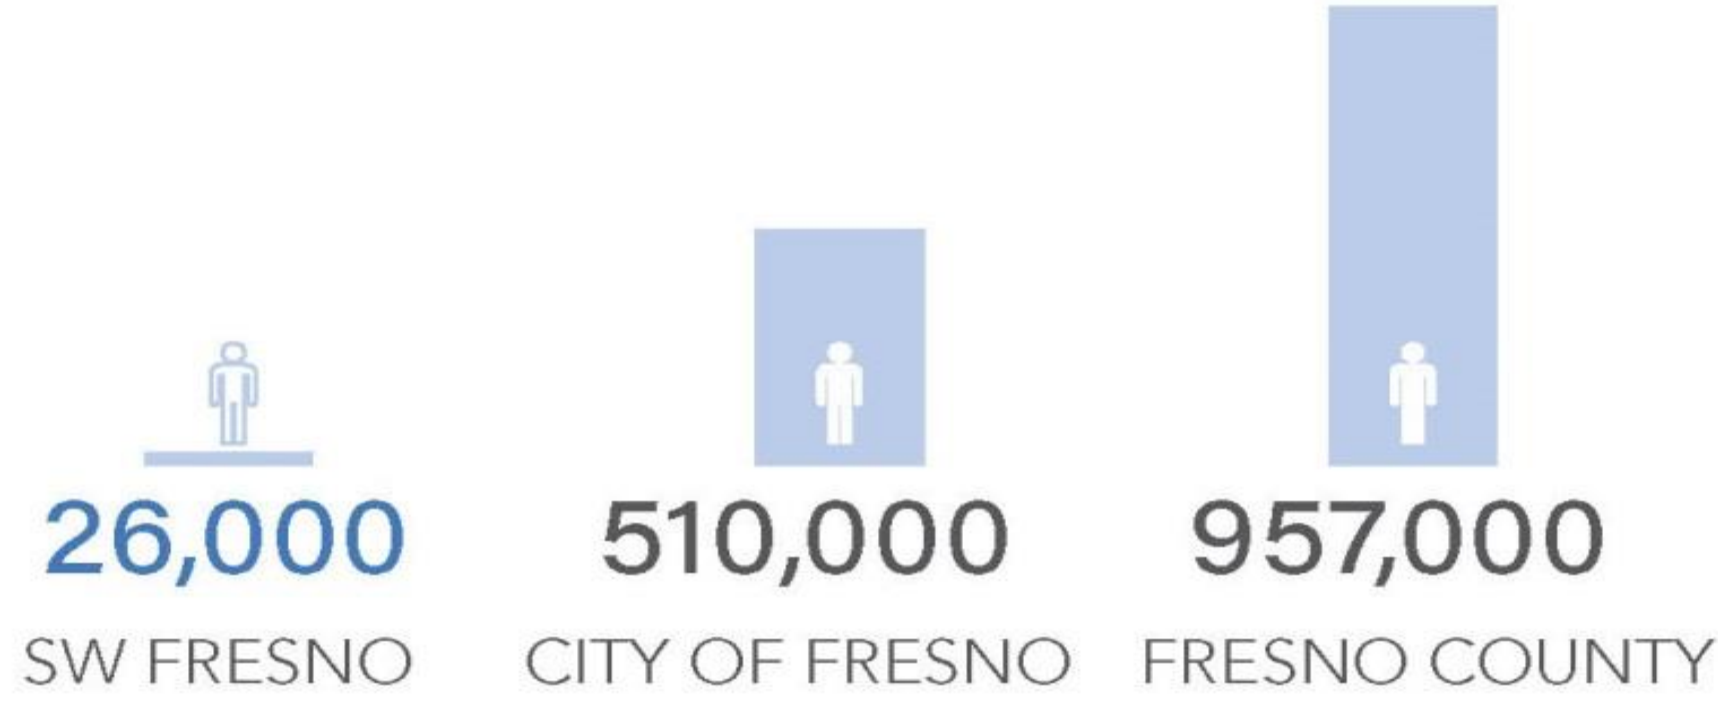 26,000 510,000 957,000
SW FRESNO CITY OF FRESNO FRESNO COUNTY